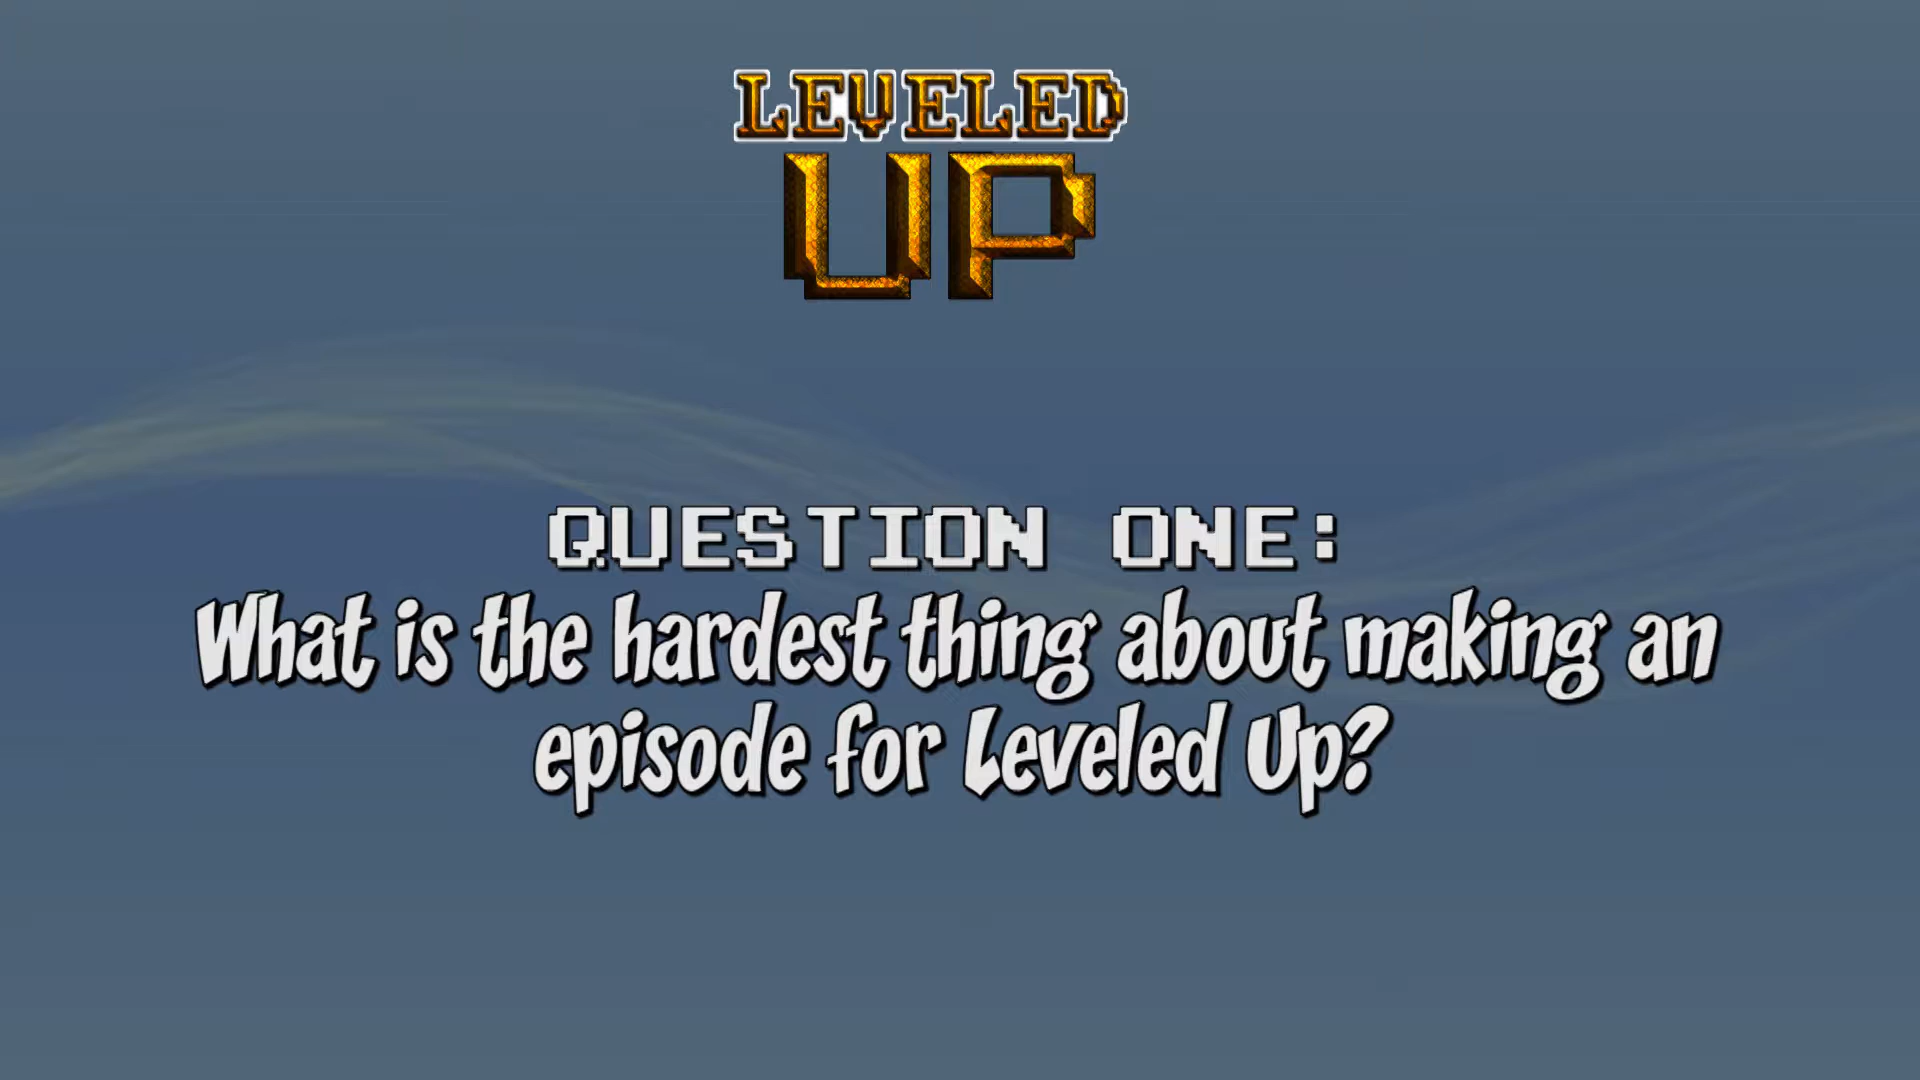 LEVELED
UP
QUESTION ONE:
What is the hardest thing about making an
episode for Leveled Up?